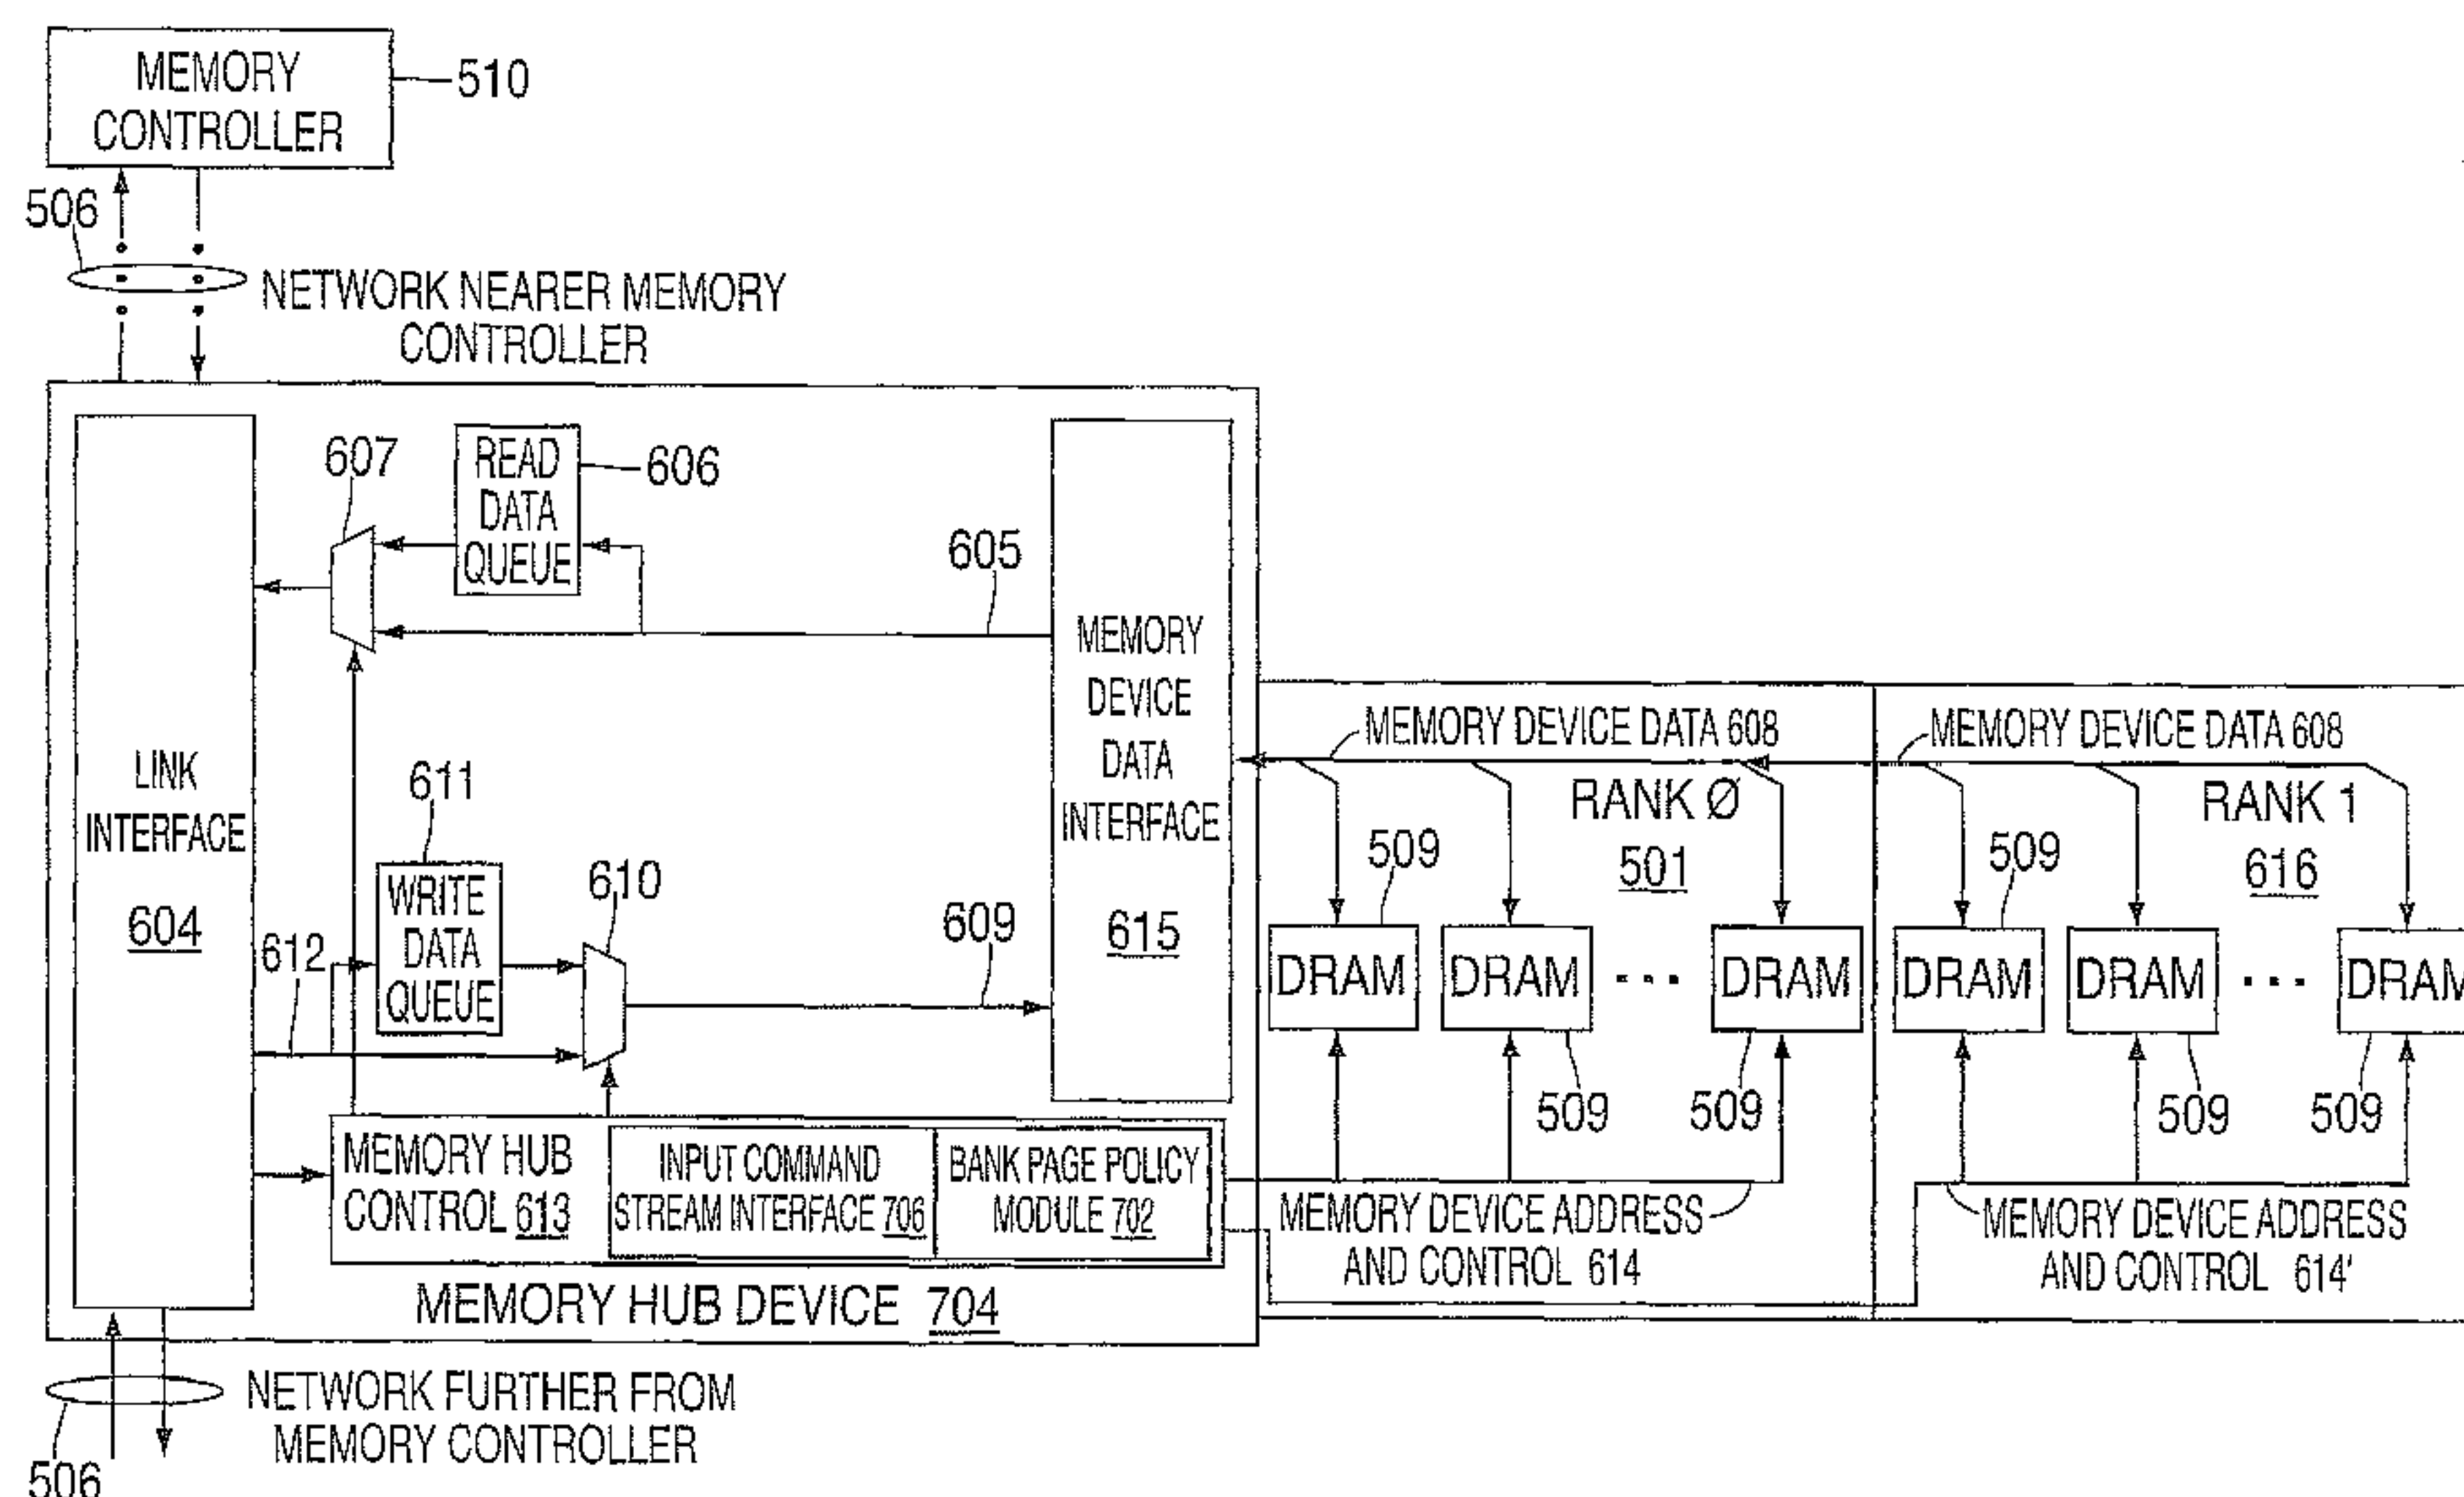 MEMORY
CONTROLLER
510
506
NETWORK NEARER MEMORY
CONTROLLER
607
READ
DATA
QUEUE
606
605
MEMORY
DEVICE
DATA
INTERFACE
615
LINK
INTERFACE
604
611
WRITE
DATA
QUEUE
610
609
612
MEMORY HUB
CONTROL 613
INPUT COMMAND
STREAM INTERFACE 706
BANK PAGE POLICY
MODULE 702
MEMORY HUB DEVICE 704
NETWORK FURTHER FROM
MEMORY CONTROLLER
506
MEMORY DEVICE DATA 608
RANK Ø
501
509
DRAM
DRAM
...
DRAM
509
509
MEMORY DEVICE ADDRESS
AND CONTROL 614
MEMORY DEVICE DATA 608
RANK 1
616
509
DRAM
DRAM
...
DRAM
509
509
MEMORY DEVICE ADDRESS
AND CONTROL 614'